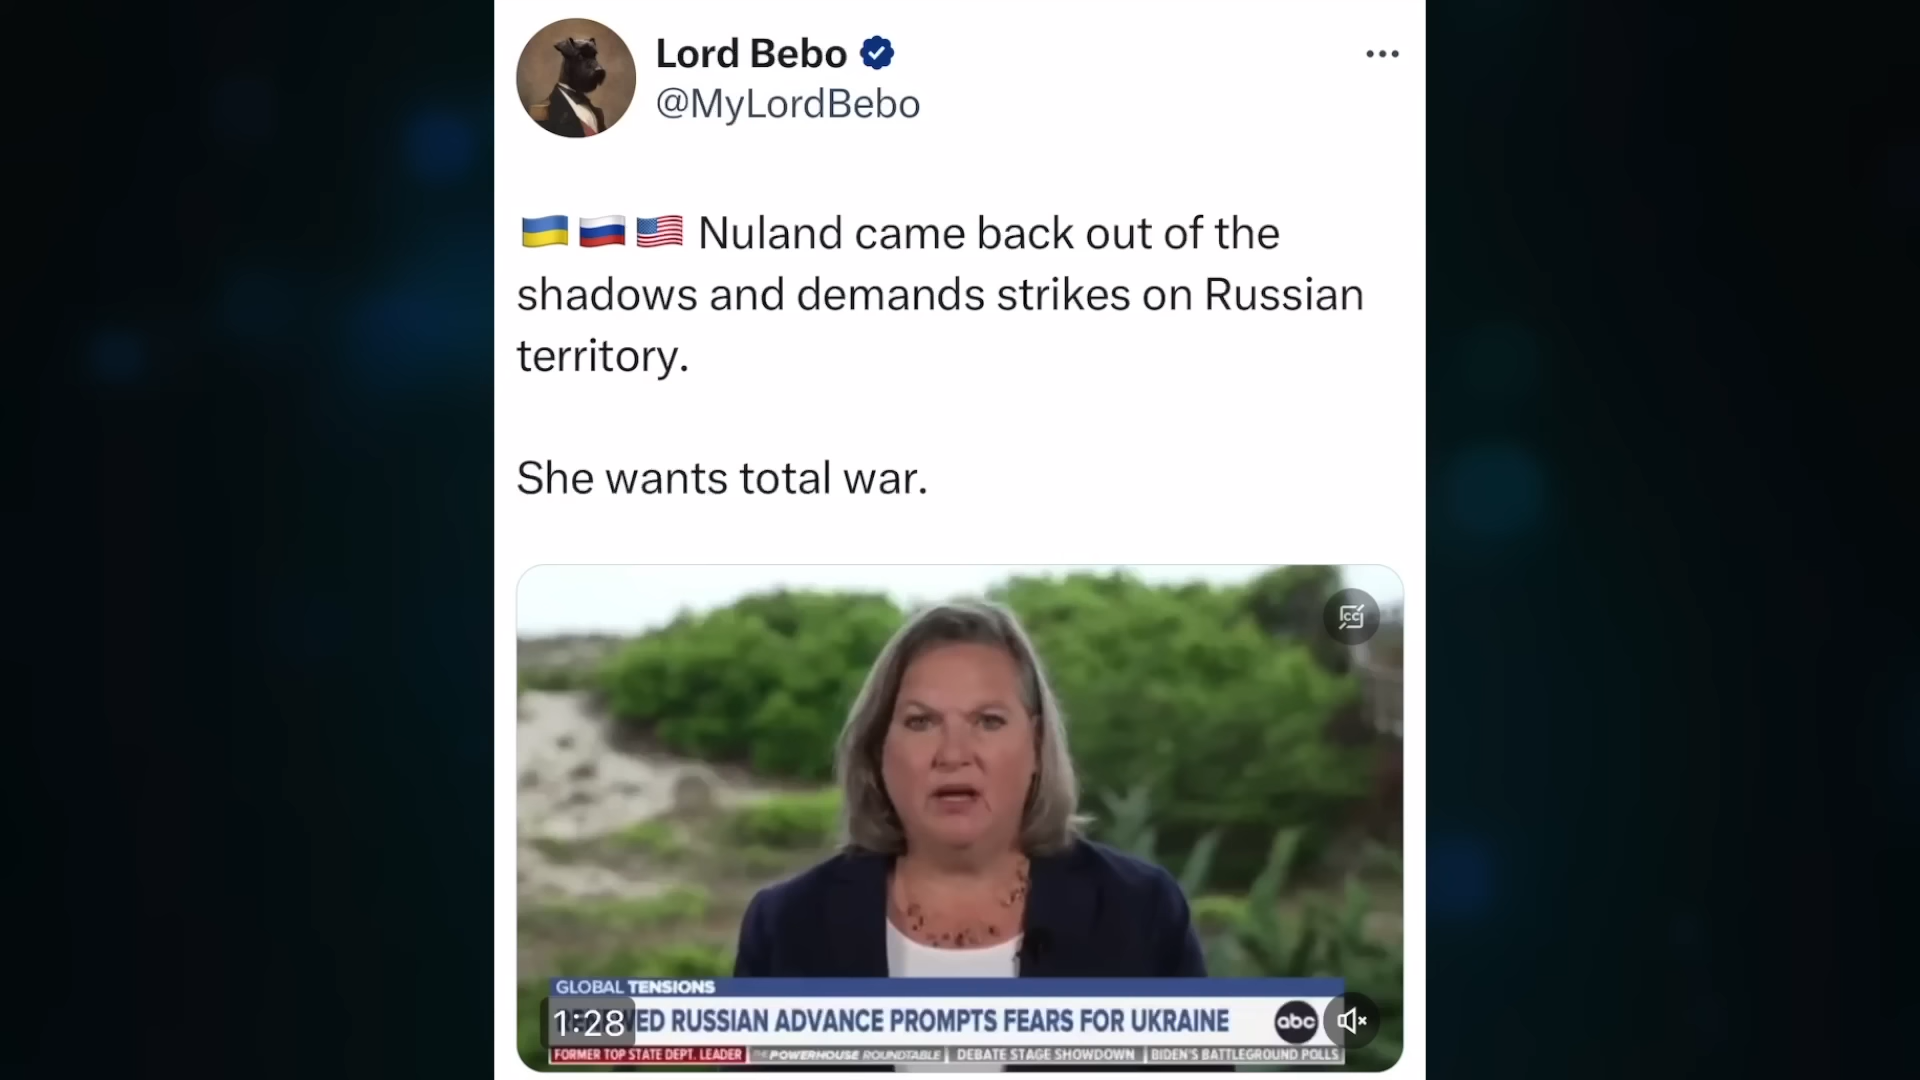 Lord Bebo
@MyLordBebo
🇺🇦🇷🇺🇺🇸 Nuland came back out of the
shadows and demands strikes on Russian
territory.
She wants total war.
CC
GLOBAL TENSIONS
1:28
RUSSIAN ADVANCE PROMPTS FEARS FOR UKRAINE
abc
FORMER TOP STATE DEPT. LEADER
THE POWERHOUSE ROUNDTABLE
DEBATE STAGE SHOWDOWN
BIDEN'S BATTLEGROUND POLLS